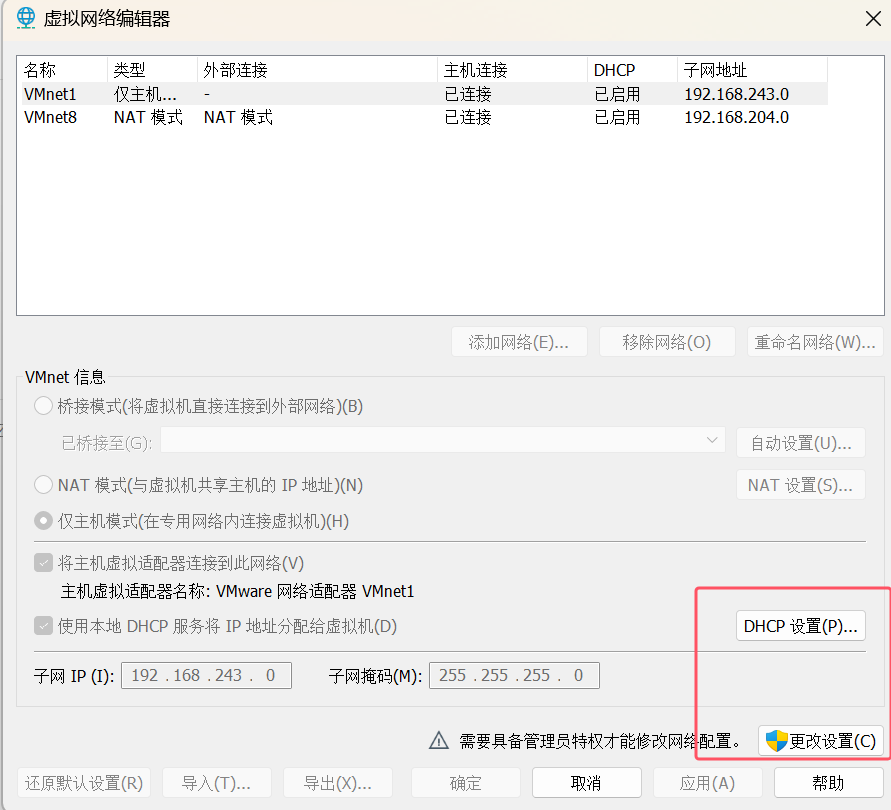 虚拟网络编辑器
名称 类型 外部连接 主机连接 DHCP 子网地址
VMnet1 仅主机... - 已连接 已启用 192.168.243.0
VMnet8 NAT 模式 NAT 模式 已连接 已启用 192.168.204.0
添加网络(E)... 移除网络(O) 重命名网络(W)...
VMnet 信息
桥接模式(将虚拟机直接连接到外部网络)(B)
已桥接至(G): 自动设置(U)...
NAT 模式(与虚拟机共享主机的 IP 地址)(N) NAT 设置(S)...
仅主机模式(在专用网络内连接虚拟机)(H)
将主机虚拟适配器连接到此网络(V)
主机虚拟适配器名称: VMware 网络适配器 VMnet1
使用本地 DHCP 服务将 IP 地址分配给虚拟机(D) DHCP 设置(P)...
子网 IP (I): 192 . 168 . 243 . 0 子网掩码(M): 255 . 255 . 255 . 0
需要具备管理员特权才能修改网络配置。 更改设置(C)
还原默认设置(R) 导入(T)... 导出(X)... 确定 取消 应用(A) 帮助